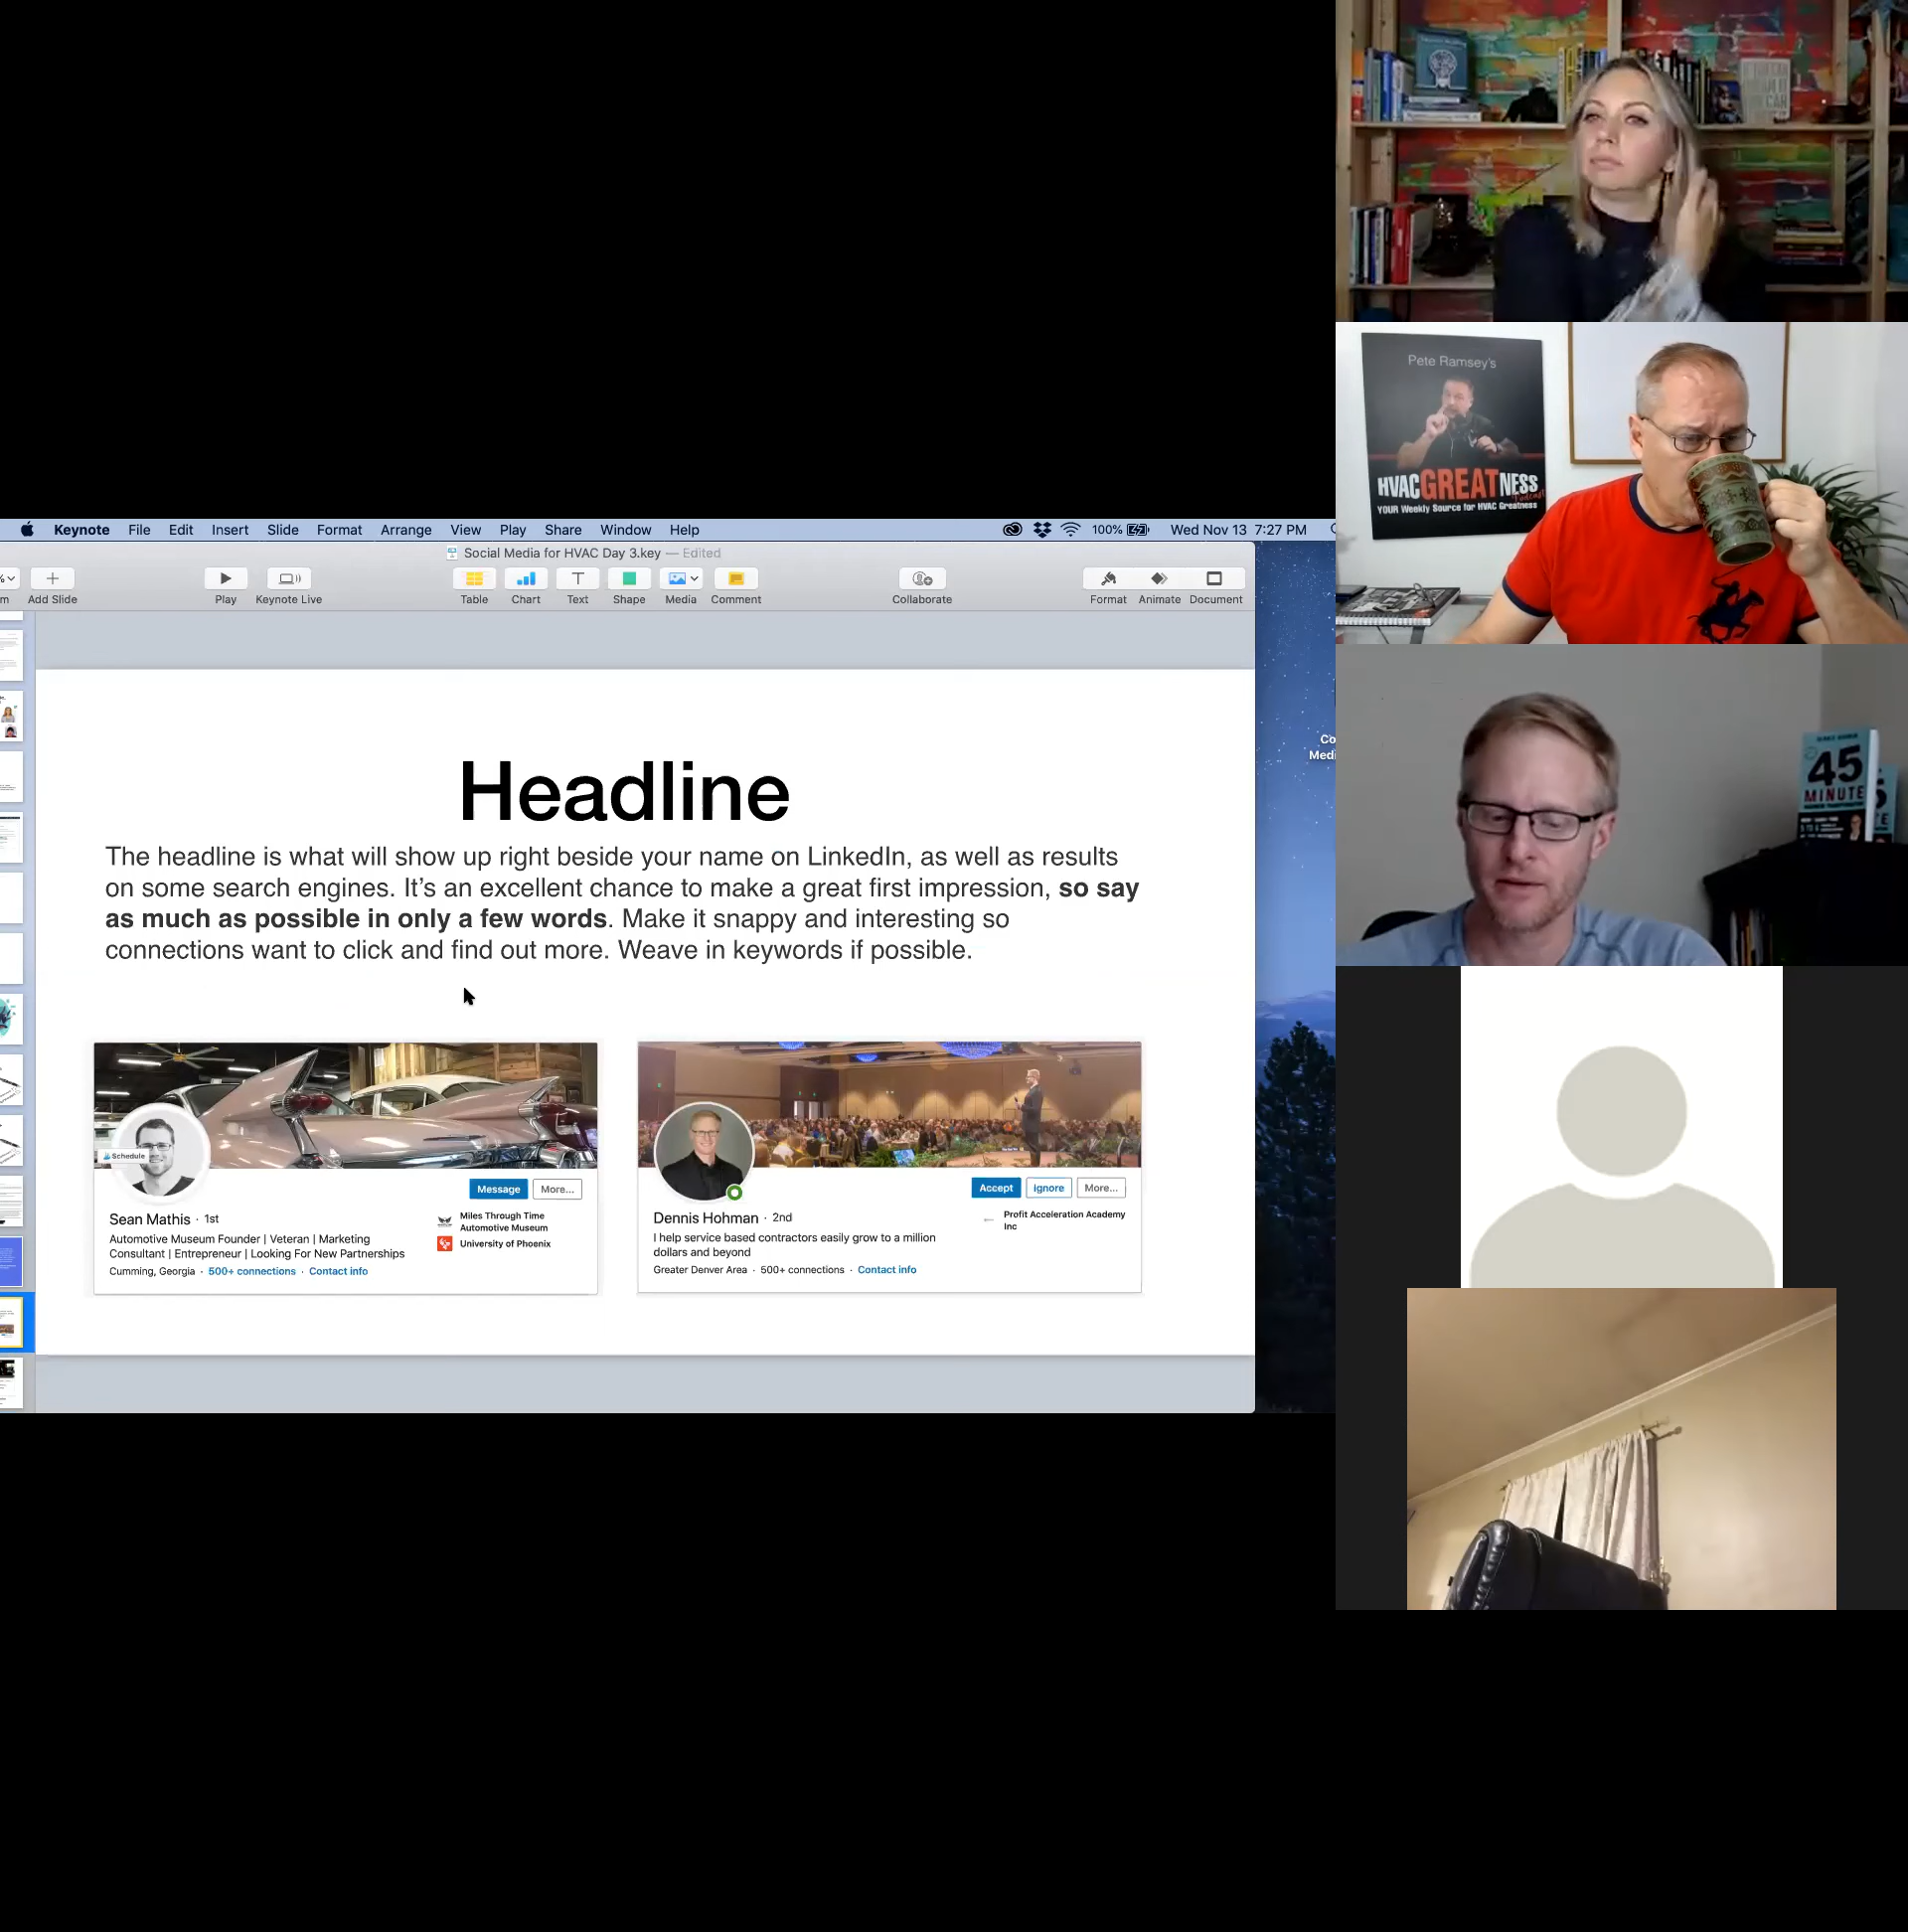 Keynote File Edit Insert Slide Format Arrange View Play Share Window Help 100% Wed Nov 13 7:27 PM
Social Media for HVAC Day 3.key — Edited
Add Slide Play Keynote Live Table Chart Text Shape Media Comment Collaborate Format Animate Document
Headline
The headline is what will show up right beside your name on LinkedIn, as well as results
on some search engines. It’s an excellent chance to make a great first impression, so say
as much as possible in only a few words. Make it snappy and interesting so
connections want to click and find out more. Weave in keywords if possible.
Schedule
Message More...
Sean Mathis · 1st
Automotive Museum Founder | Veteran | Marketing
Consultant | Entrepreneur | Looking For New Partnerships
Cumming, Georgia · 500+ connections · Contact info
Miles Through Time
Automotive Museum
University of Phoenix
Accept Ignore More...
Dennis Hohman · 2nd
I help service based contractors easily grow to a million
dollars and beyond
Greater Denver Area · 500+ connections · Contact info
Profit Acceleration Academy
Inc
Co
Medi
Pete Ramsey's
HVACGREATNESS
Podcast
YOUR Weekly Source for HVAC Greatness
45
MINUTE